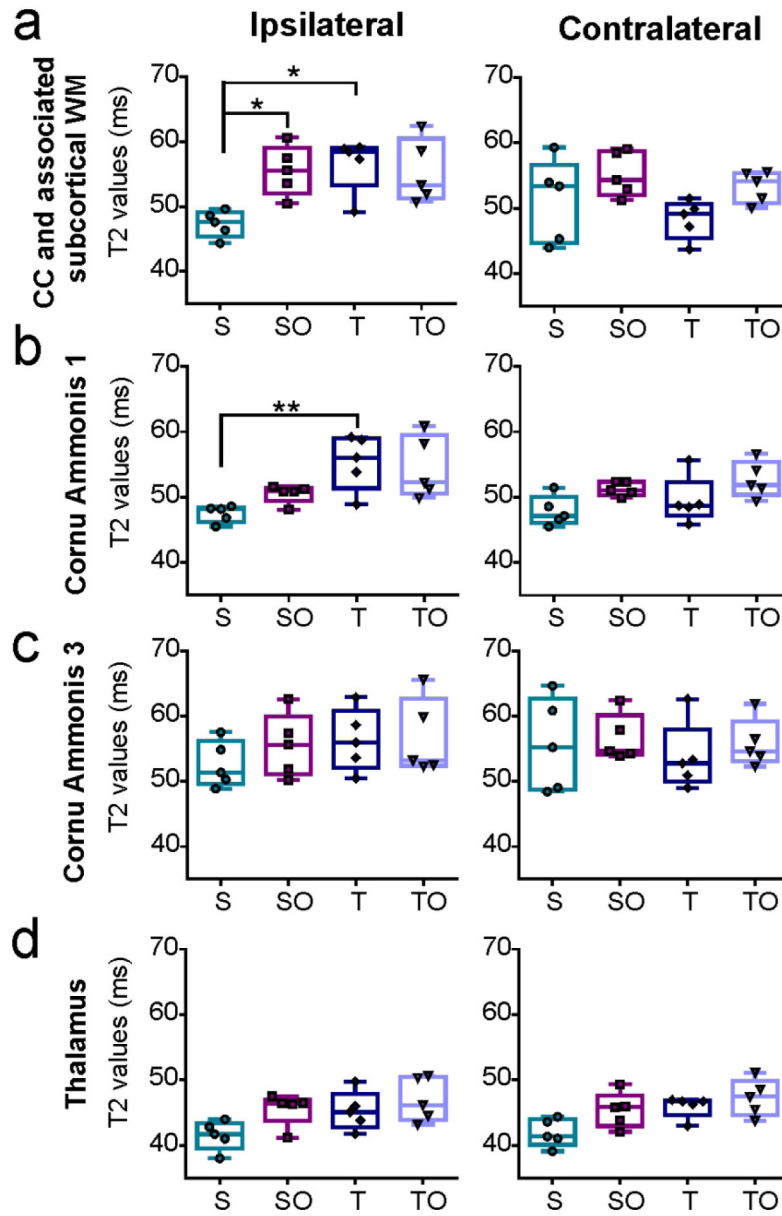 a
Ipsilateral
Contralateral
CC and associated
subcortical WM
T2 values (ms)
70
60
50
40
*
*
S SO T TO
70
60
50
40
S SO T TO
b
Cornu Ammonis 1
T2 values (ms)
70
60
50
40
**
S SO T TO
70
60
50
40
S SO T TO
c
Cornu Ammonis 3
T2 values (ms)
70
60
50
40
S SO T TO
70
60
50
40
S SO T TO
d
Thalamus
T2 values (ms)
70
60
50
40
S SO T TO
70
60
50
40
S SO T TO